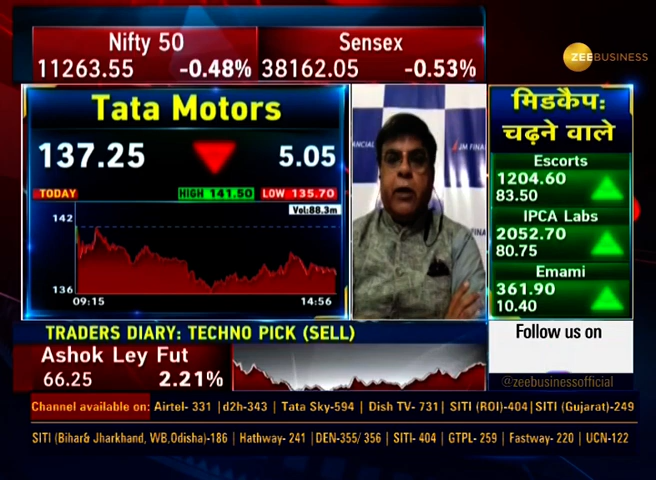 Nifty 50
11263.55 -0.48%
Sensex
38162.05 -0.53%
ZEE BUSINESS
Tata Motors
137.25 5.05
TODAY HIGH 141.50 LOW 135.70
Vol:88.3m
142
136
09:15 14:56
JM FINA
मिडकैप:
चढ़ने वाले
Escorts
1204.60
83.50
IPCA Labs
2052.70
80.75
Emami
361.90
10.40
TRADERS DIARY: TECHNO PICK (SELL)
Ashok Ley Fut
66.25 2.21%
Follow us on
@zeebusinessofficial
Channel available on: Airtel- 331 |d2h-343 | Tata Sky-594 | Dish TV- 731| SITI (ROI)-404|SITI (Gujarat)-249
SITI (Bihar& Jharkhand, WB,Odisha)-186 | Hathway- 241 |DEN-355/ 356 | SITI- 404 | GTPL- 259 | Fastway- 220 | UCN-122